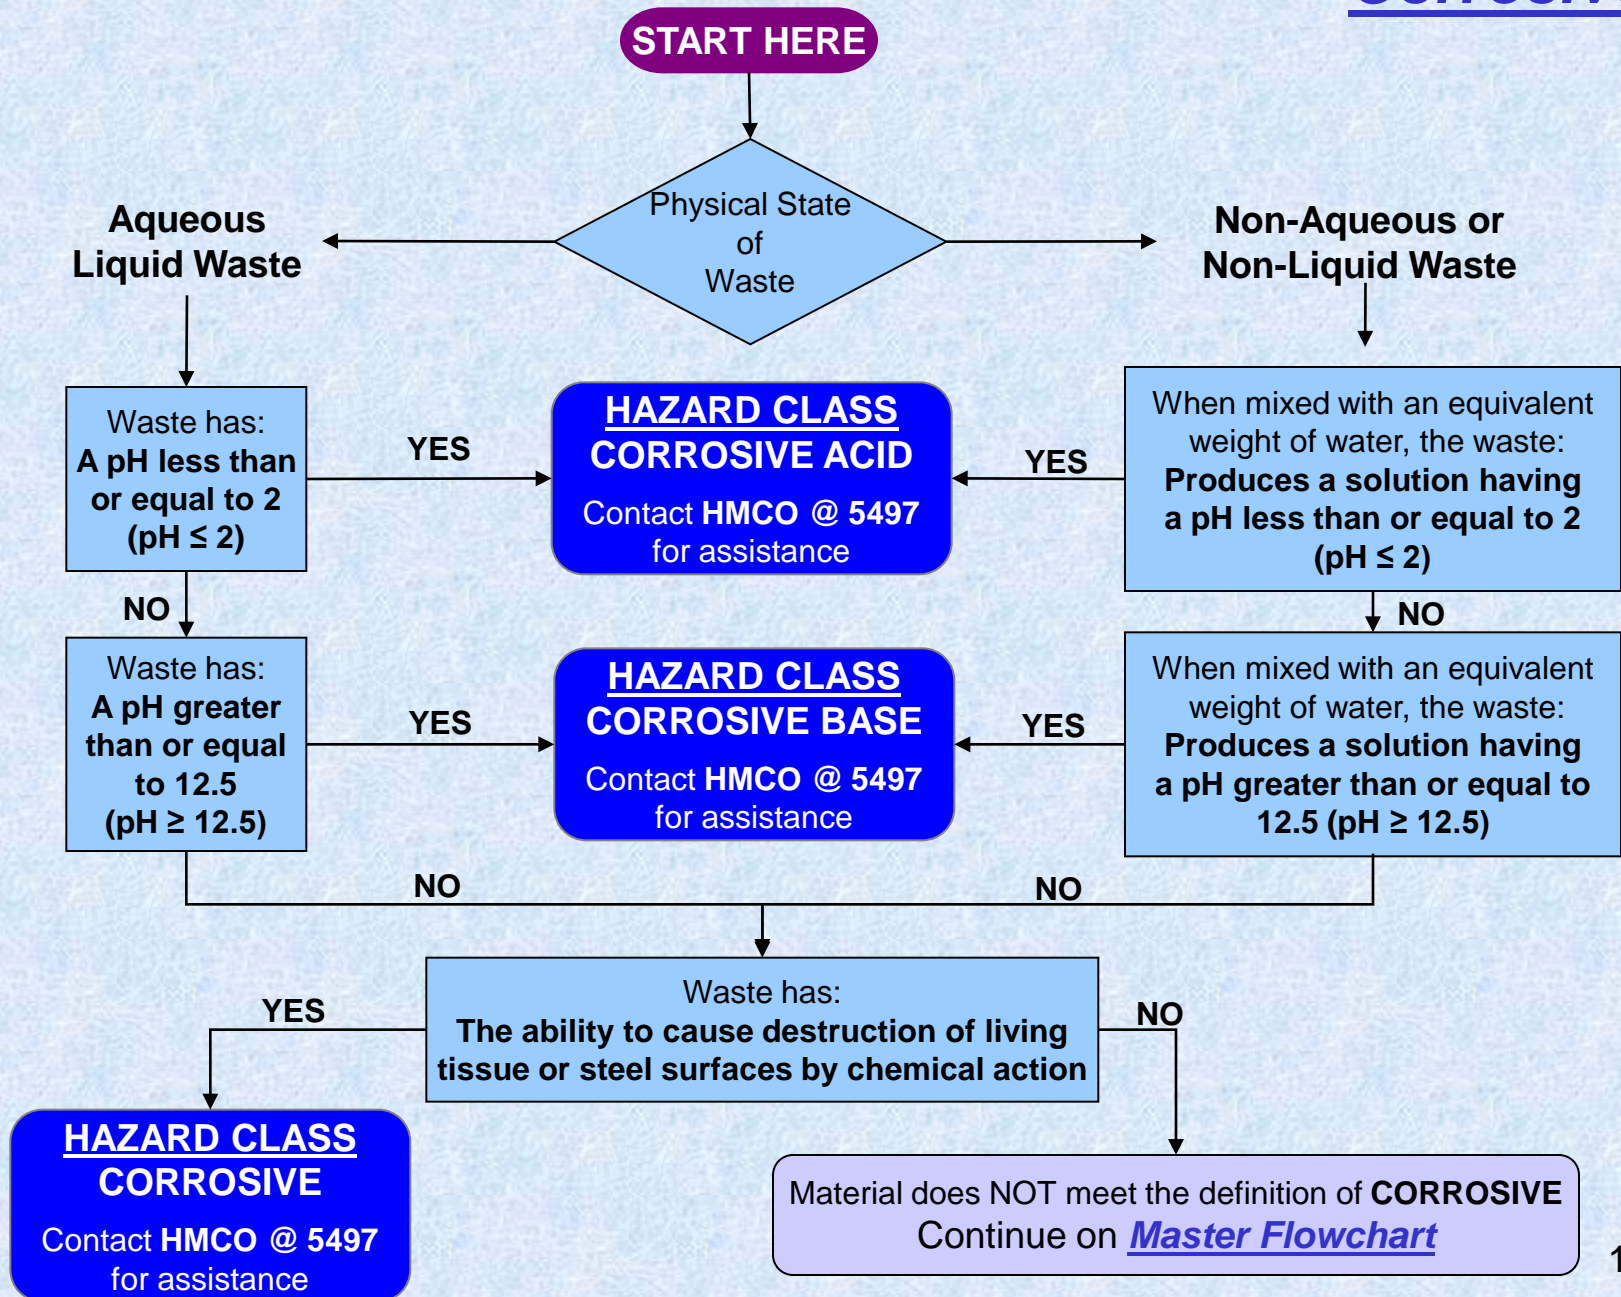 START HERE
Physical State
of
Waste
Aqueous
Liquid Waste
Non-Aqueous or
Non-Liquid Waste
Waste has:
A pH less than
or equal to 2
(pH ≤ 2)
YES
HAZARD CLASS
CORROSIVE ACID
Contact HMCO @ 5497
for assistance
YES
When mixed with an equivalent
weight of water, the waste:
Produces a solution having
a pH less than or equal to 2
(pH ≤ 2)
NO
NO
Waste has:
A pH greater
than or equal
to 12.5
(pH ≥ 12.5)
YES
HAZARD CLASS
CORROSIVE BASE
Contact HMCO @ 5497
for assistance
YES
When mixed with an equivalent
weight of water, the waste:
Produces a solution having
a pH greater than or equal to
12.5 (pH ≥ 12.5)
NO
NO
Waste has:
The ability to cause destruction of living
tissue or steel surfaces by chemical action
YES
NO
HAZARD CLASS
CORROSIVE
Contact HMCO @ 5497
for assistance
Material does NOT meet the definition of CORROSIVE
Continue on Master Flowchart